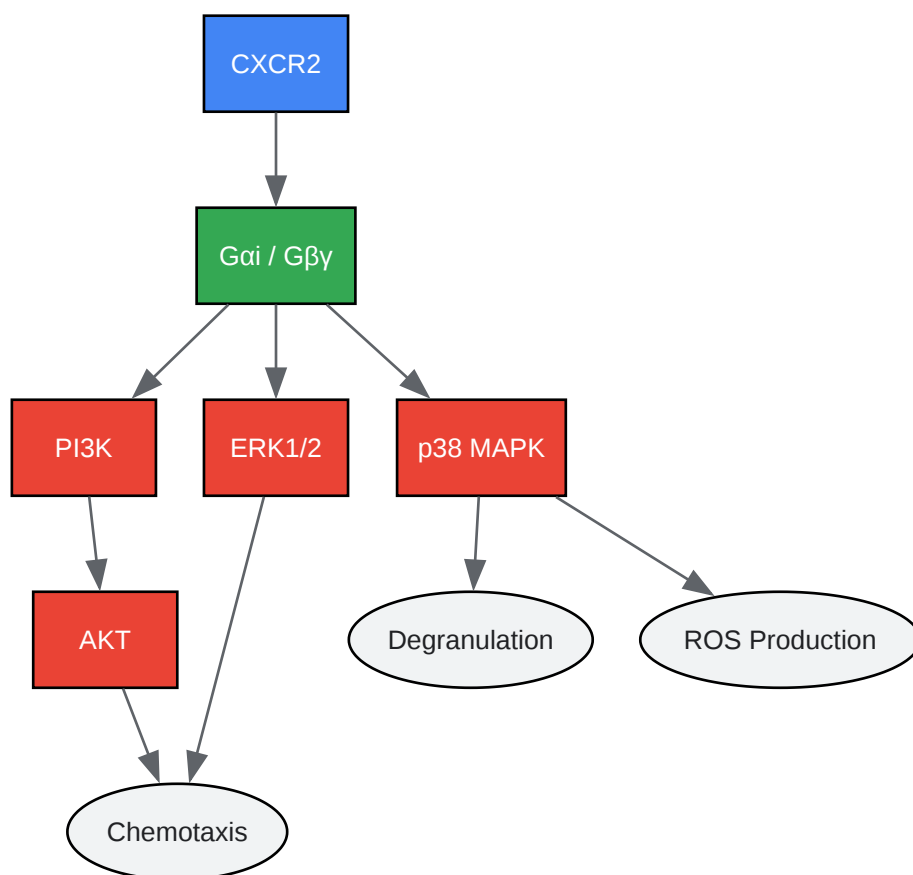 CXCR2
Gαi / Gβγ
PI3K
ERK1/2
p38 MAPK
AKT
Degranulation
ROS Production
Chemotaxis